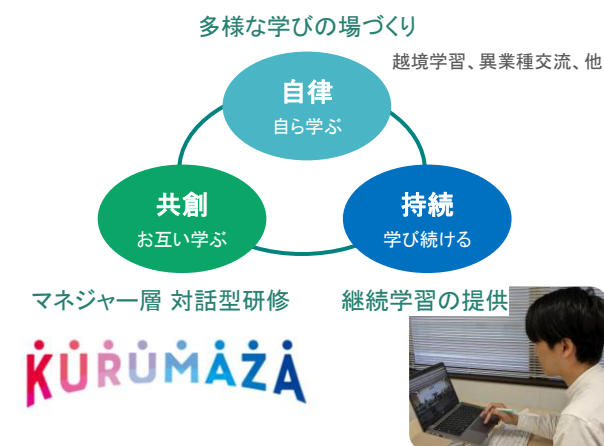 多様な学びの場づくり
越境学習、異業種交流、他
自律
自ら学ぶ
共創
お互い学ぶ
持続
学び続ける
マネジャー層 対話型研修
継続学習の提供
KURUMAZA